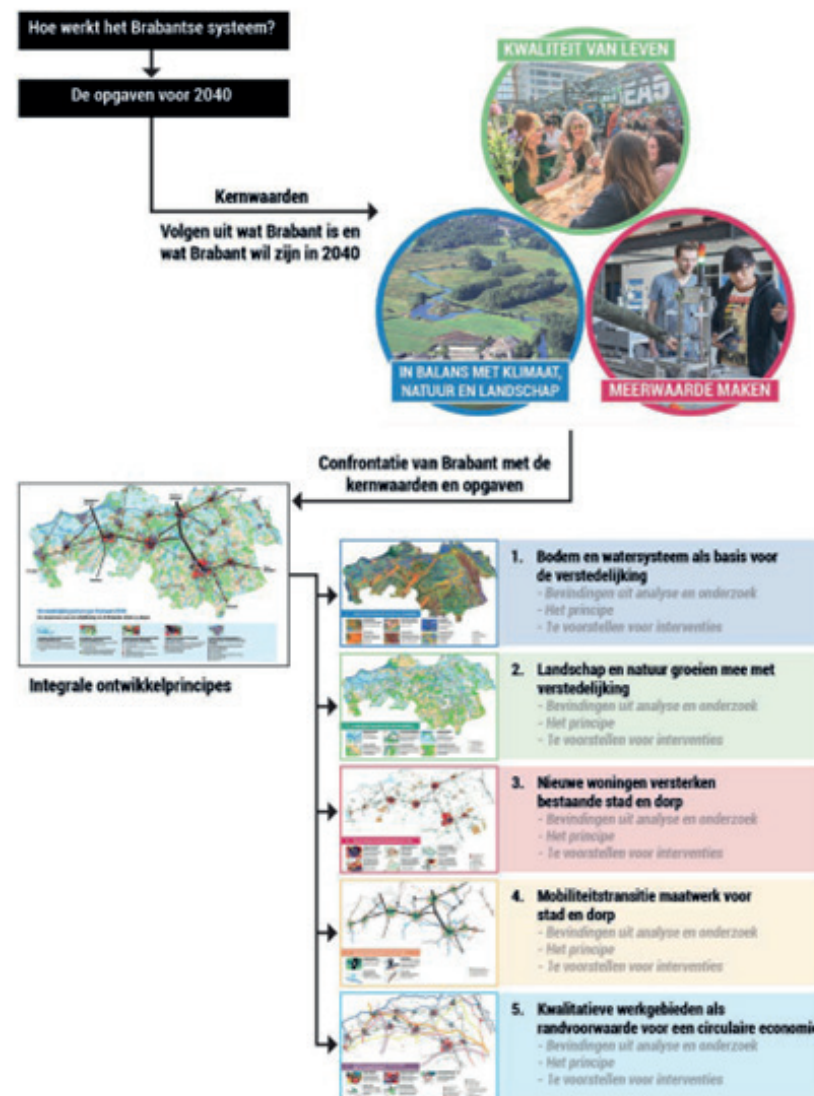 Hoe werkt het Brabantse systeem?
De opgaven voor 2040
Kernwaarden
Volgen uit wat Brabant is en
wat Brabant wil zijn in 2040
KWALITEIT VAN LEVEN
IN BALANS MET KLIMAAT,
NATUUR EN LANDSCHAP
MEERWAARDE MAKEN
Confrontatie van Brabant met de
kernwaarden en opgaven
Integrale ontwikkelprincipes
1. Bodem en watersysteem als basis voor
de verstedelijking
- Bevindingen uit analyse en onderzoek
- Het principe
- 1e voorstellen voor interventies
2. Landschap en natuur groeien mee met
verstedelijking
- Bevindingen uit analyse en onderzoek
- Het principe
- 1e voorstellen voor interventies
3. Nieuwe woningen versterken
bestaande stad en dorp
- Bevindingen uit analyse en onderzoek
- Het principe
- 1e voorstellen voor interventies
4. Mobiliteitstransitie maatwerk voor
stad en dorp
- Bevindingen uit analyse en onderzoek
- Het principe
- 1e voorstellen voor interventies
5. Kwalitatieve werkgebieden als
randvoorwaarde voor een circulaire economie
- Bevindingen uit analyse en onderzoek
- Het principe
- 1e voorstellen voor interventies